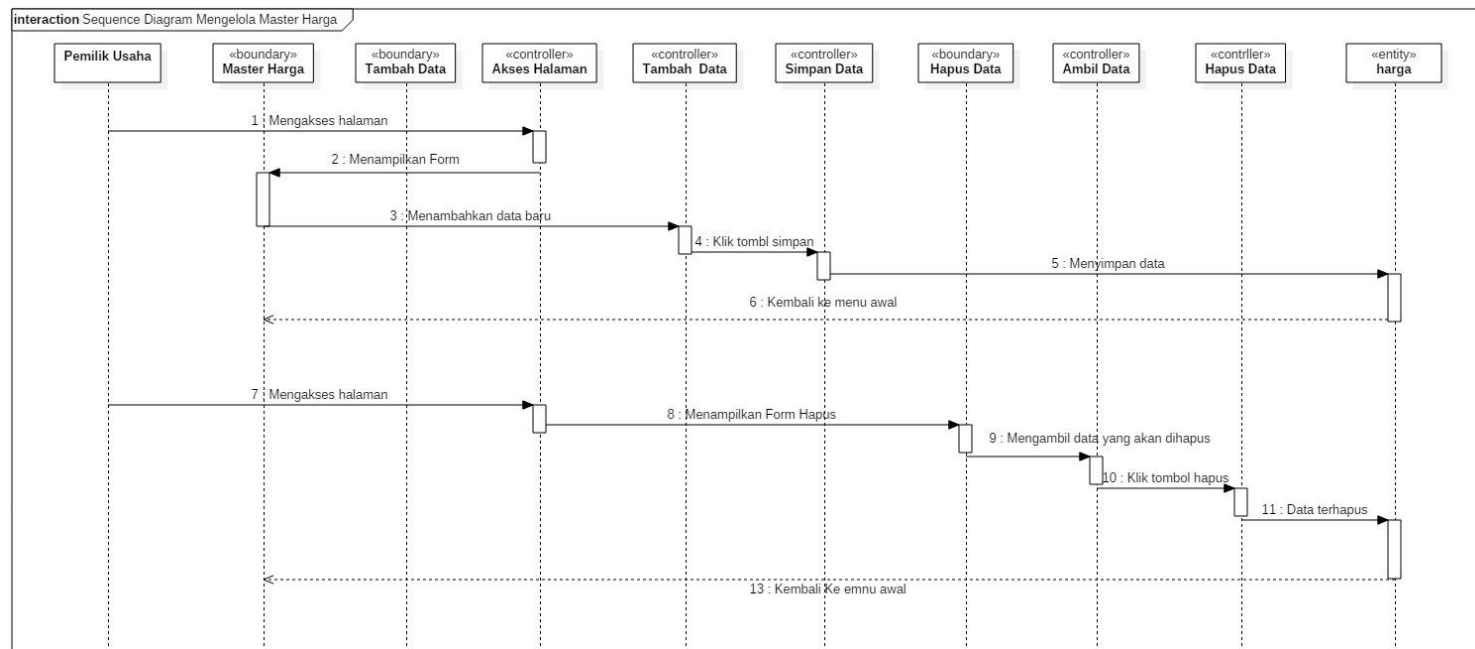 interaction Sequence Diagram Mengelola Master Harga
Pemilik Usaha
«boundary»
Master Harga
«boundary»
Tambah Data
«controller»
Akses Halaman
«controller»
Tambah Data
«controller»
Simpan Data
«boundary»
Hapus Data
«controller»
Ambil Data
«contrller»
Hapus Data
«entity»
harga
1 : Mengakses halaman
2 : Menampilkan Form
3 : Menambahkan data baru
4 : Klik tombl simpan
5 : Menyimpan data
6 : Kembali ke menu awal
7 : Mengakses halaman
8 : Menampilkan Form Hapus
9 : Mengambil data yang akan dihapus
10 : Klik tombol hapus
11 : Data terhapus
13 : Kembali Ke emnu awal